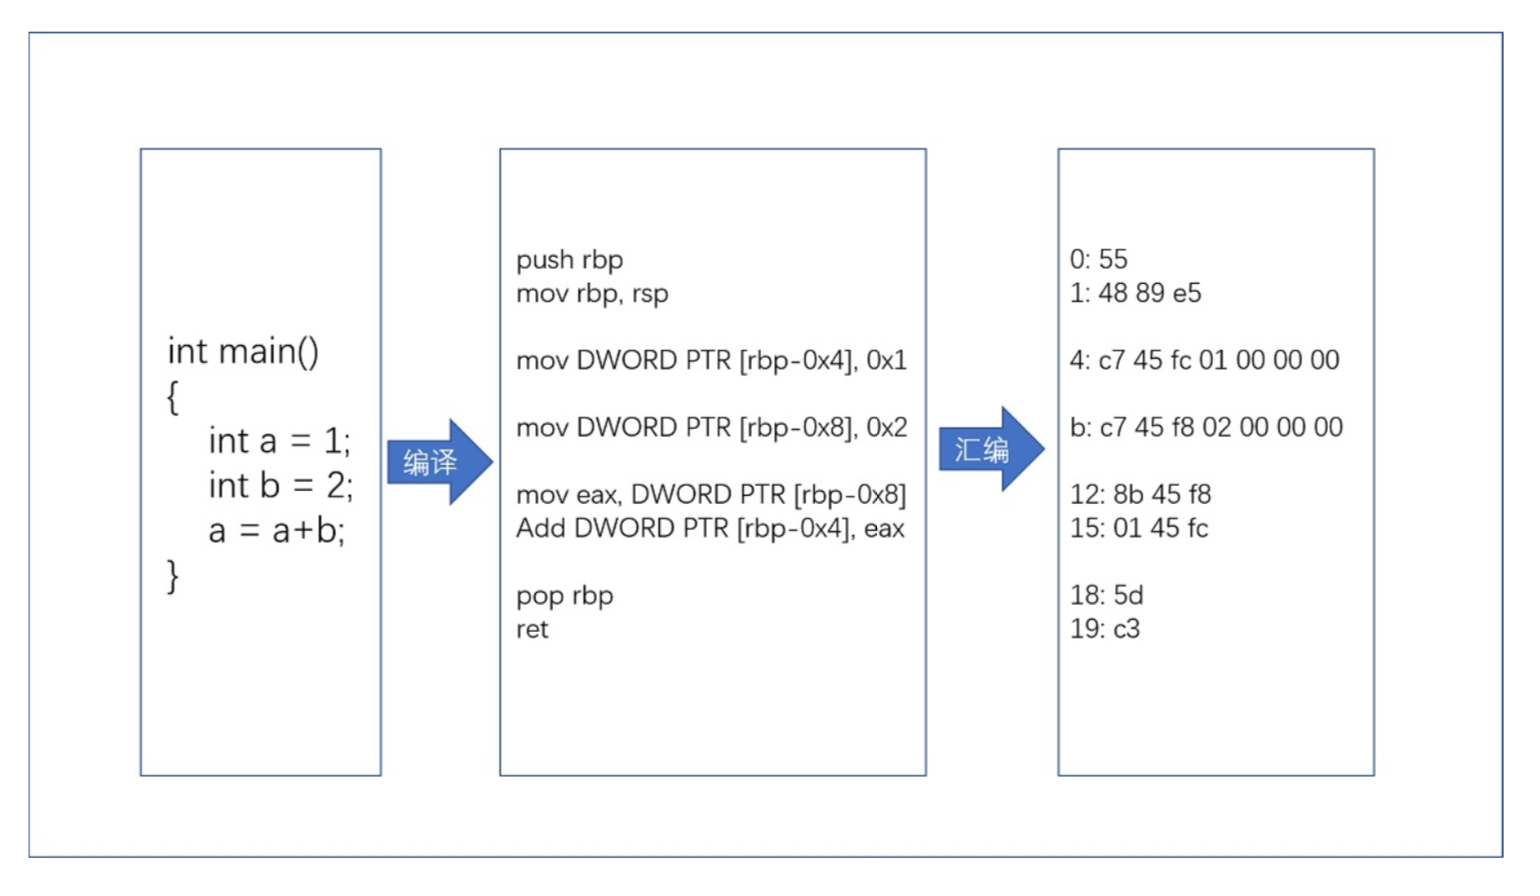 int main()
{
int a = 1;
int b = 2;
a = a+b;
}
编译
push rbp
mov rbp, rsp
mov DWORD PTR [rbp-0x4], 0x1
mov DWORD PTR [rbp-0x8], 0x2
mov eax, DWORD PTR [rbp-0x8]
Add DWORD PTR [rbp-0x4], eax
pop rbp
ret
汇编
0: 55
1: 48 89 e5
4: c7 45 fc 01 00 00 00
b: c7 45 f8 02 00 00 00
12: 8b 45 f8
15: 01 45 fc
18: 5d
19: c3